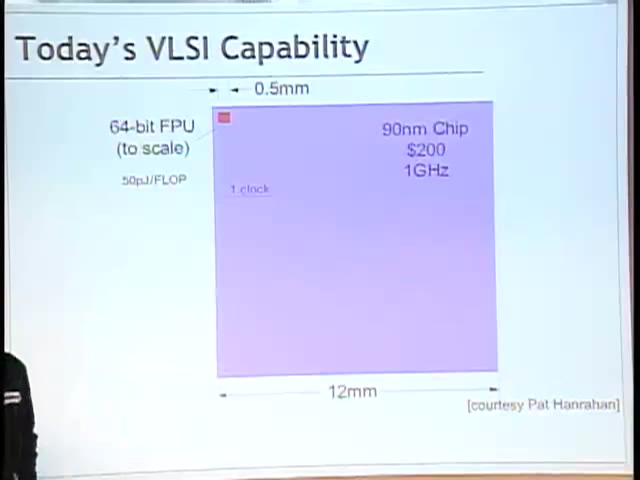 Today's VLSI Capability
0.5mm
64-bit FPU
(to scale)
50pJ/FLOP
90nm Chip
$200
1GHz
1 clock
12mm
[courtesy Pat Hanrahan]